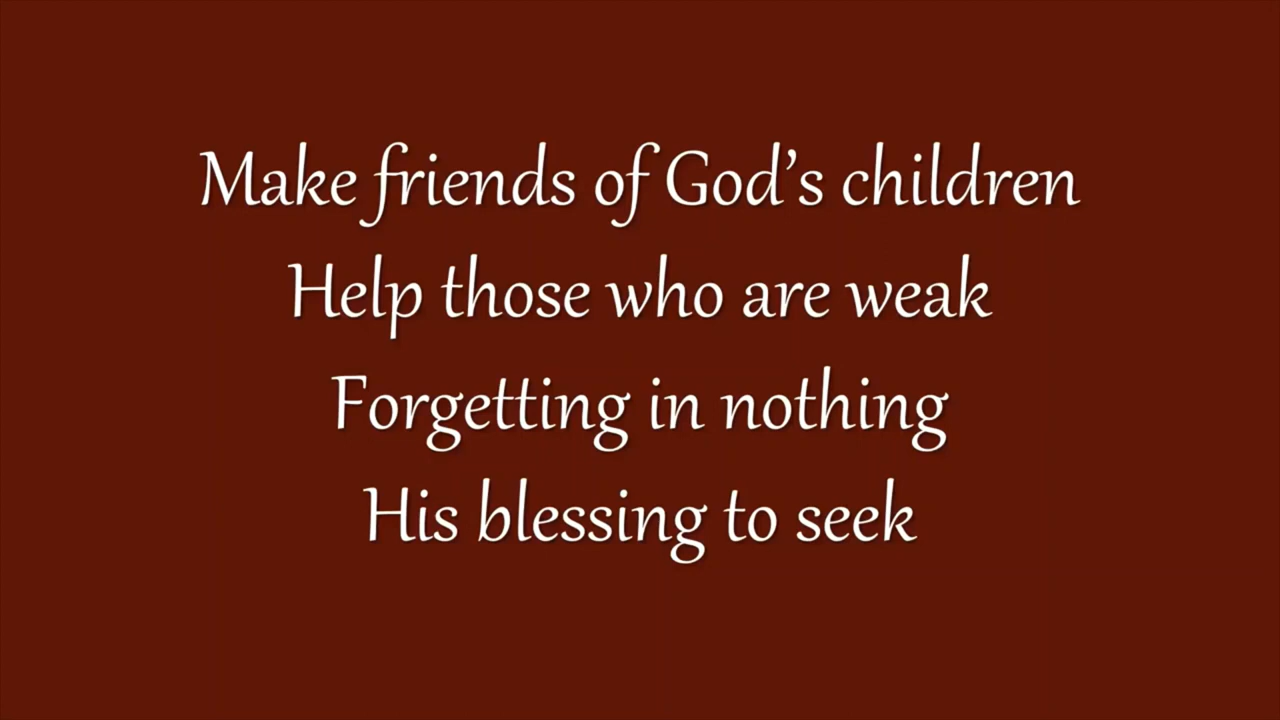 Make friends of God’s children
Help those who are weak
Forgetting in nothing
His blessing to seek